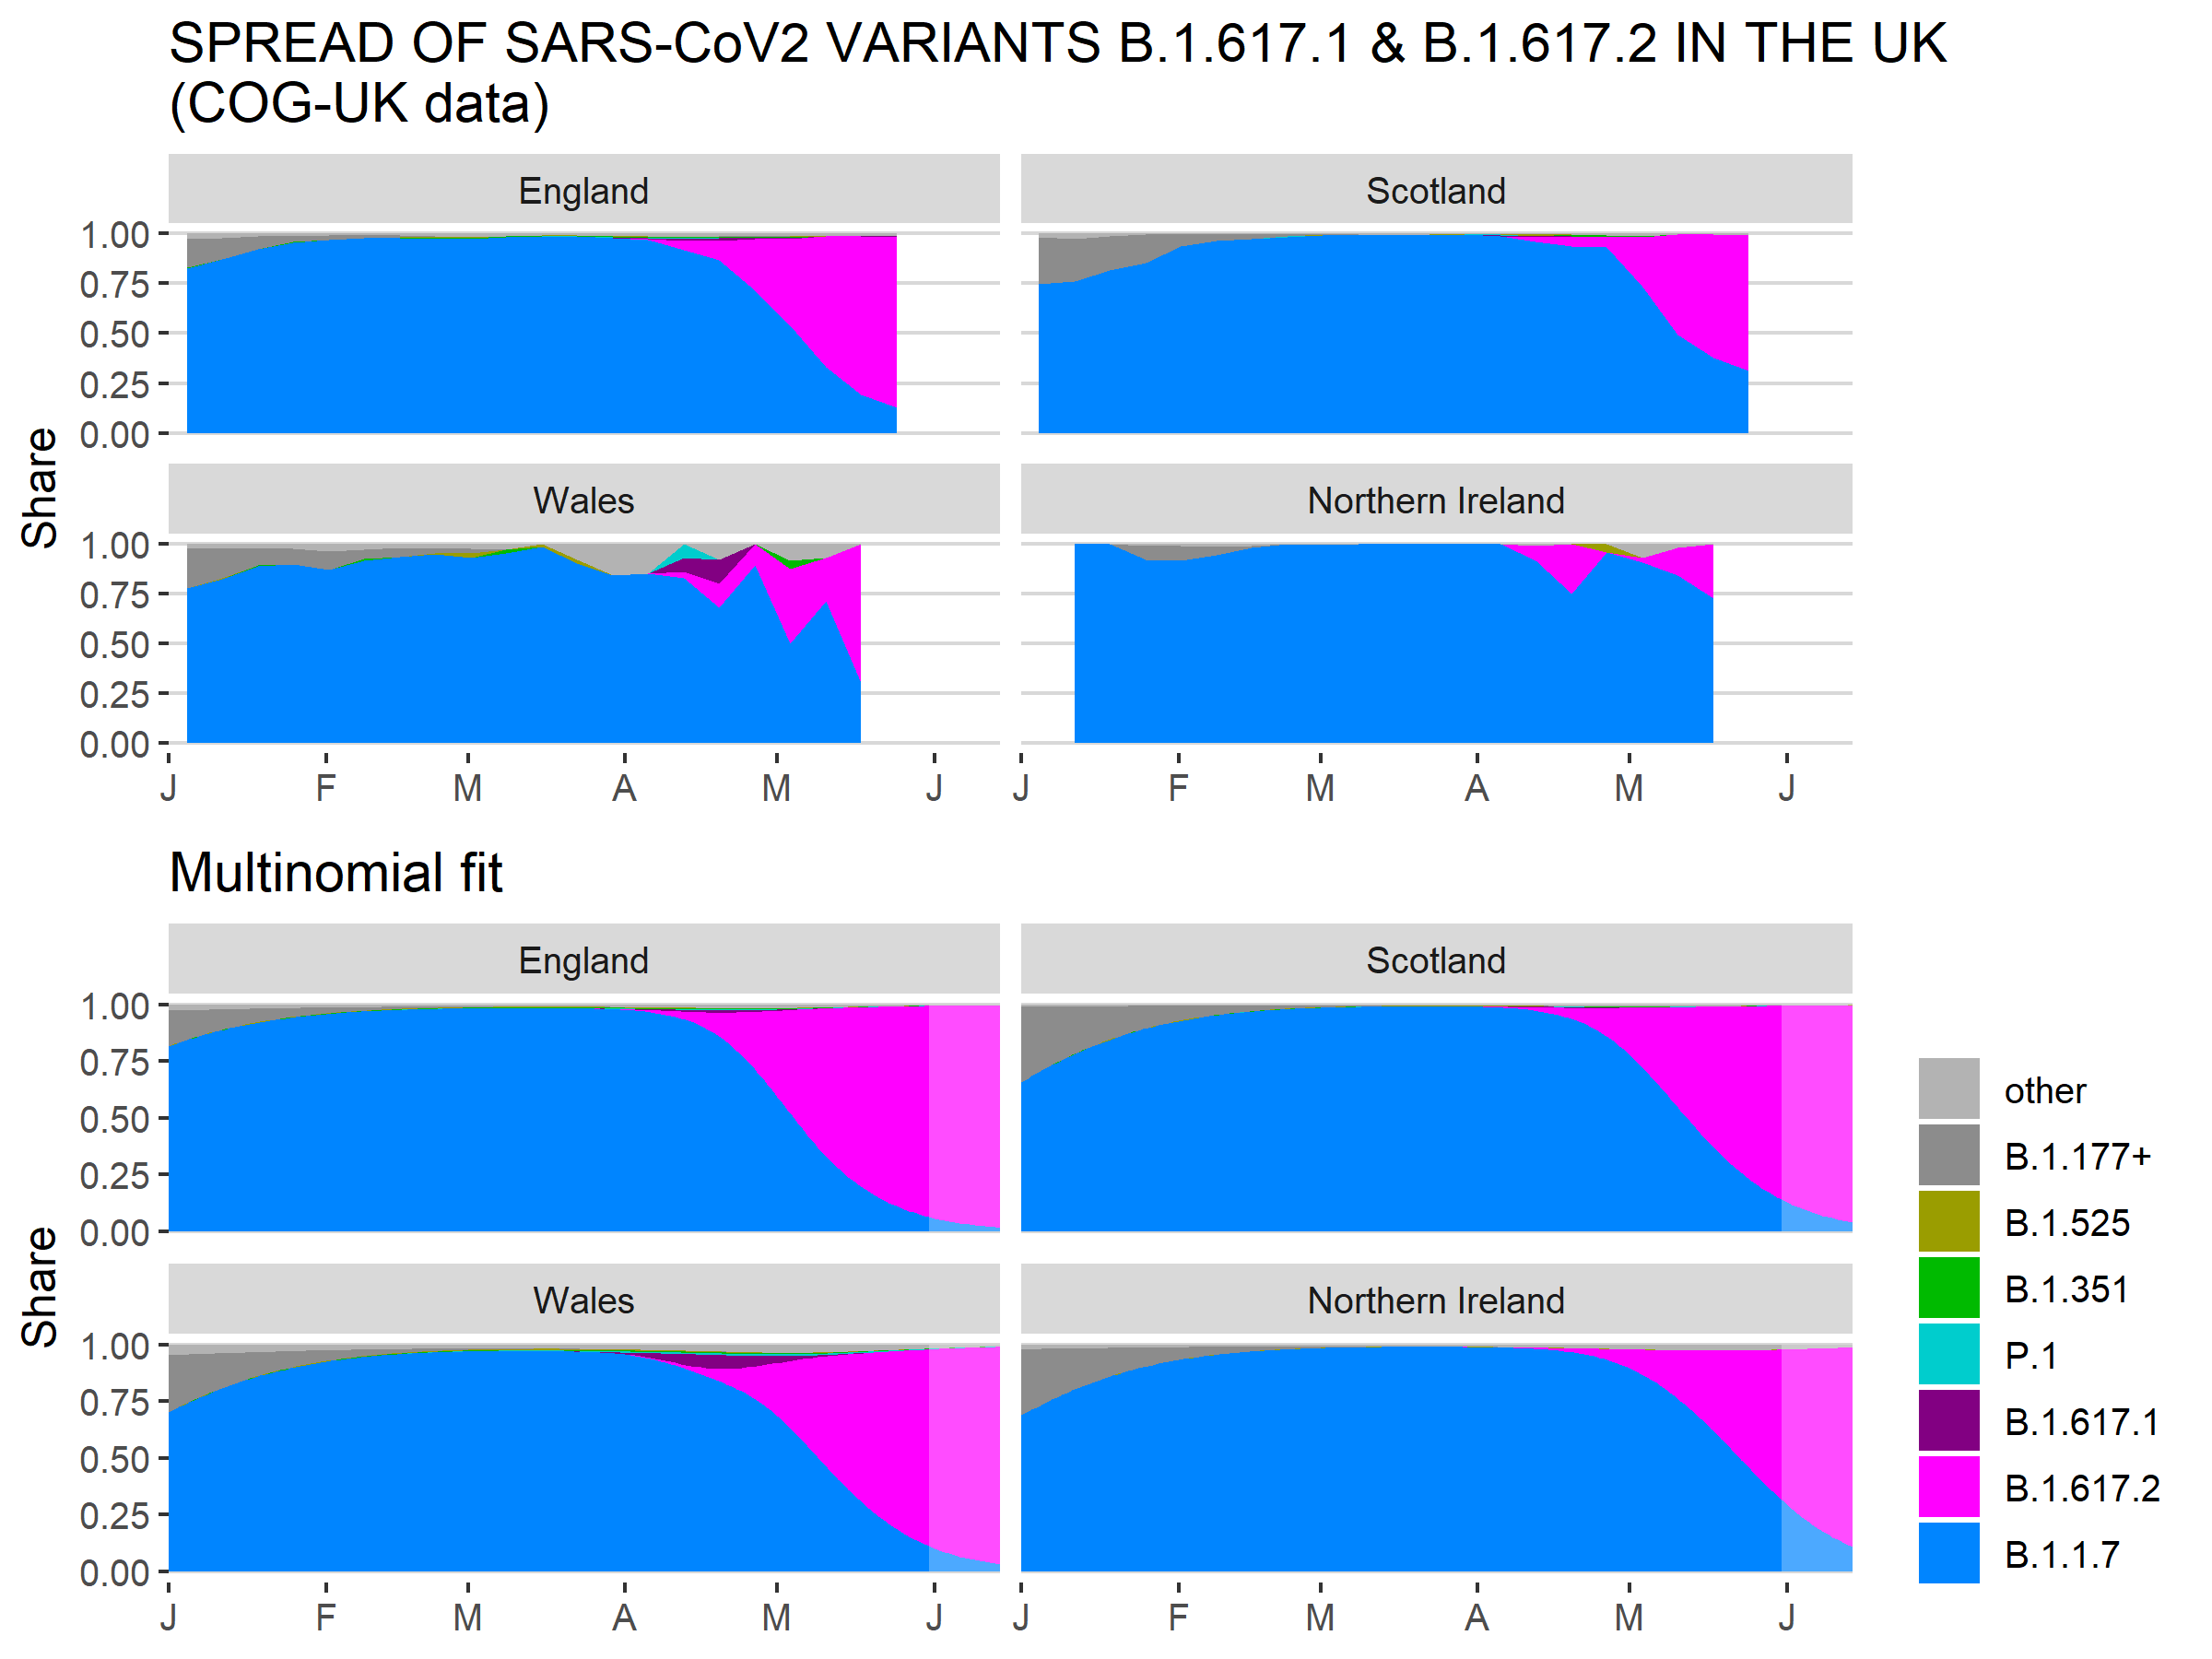 SPREAD OF SARS-CoV2 VARIANTS B.1.617.1 & B.1.617.2 IN THE UK
(COG-UK data)
England
Scotland
1.00
0.75
0.50
0.25
0.00
Share
Wales
Northern Ireland
1.00
0.75
0.50
0.25
0.00
J F M A M J
J F M A M J
Multinomial fit
England
Scotland
1.00
0.75
0.50
0.25
0.00
Share
Wales
Northern Ireland
1.00
0.75
0.50
0.25
0.00
J F M A M J
J F M A M J
other
B.1.177+
B.1.525
B.1.351
P.1
B.1.617.1
B.1.617.2
B.1.1.7